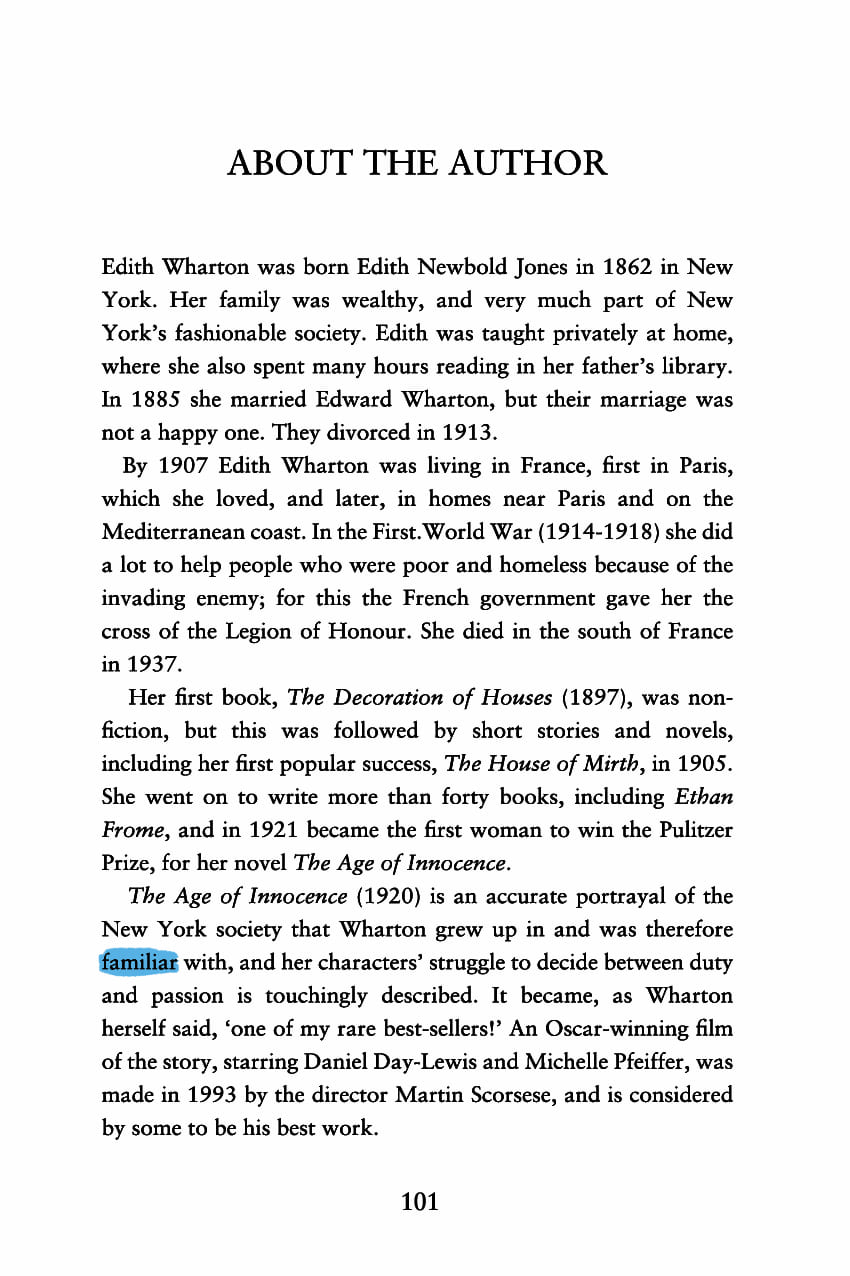 ABOUT THE AUTHOR
Edith Wharton was born Edith Newbold Jones in 1862 in New
York. Her family was wealthy, and very much part of New
York’s fashionable society. Edith was taught privately at home,
where she also spent many hours reading in her father’s library.
In 1885 she married Edward Wharton, but their marriage was
not a happy one. They divorced in 1913.
By 1907 Edith Wharton was living in France, first in Paris,
which she loved, and later, in homes near Paris and on the
Mediterranean coast. In the First.World War (1914-1918) she did
a lot to help people who were poor and homeless because of the
invading enemy; for this the French government gave her the
cross of the Legion of Honour. She died in the south of France
in 1937.
Her first book, The Decoration of Houses (1897), was non-
fiction, but this was followed by short stories and novels,
including her first popular success, The House of Mirth, in 1905.
She went on to write more than forty books, including Ethan
Frome, and in 1921 became the first woman to win the Pulitzer
Prize, for her novel The Age of Innocence.
The Age of Innocence (1920) is an accurate portrayal of the
New York society that Wharton grew up in and was therefore
familiar with, and her characters’ struggle to decide between duty
and passion is touchingly described. It became, as Wharton
herself said, ‘one of my rare best-sellers!’ An Oscar-winning film
of the story, starring Daniel Day-Lewis and Michelle Pfeiffer, was
made in 1993 by the director Martin Scorsese, and is considered
by some to be his best work.
101